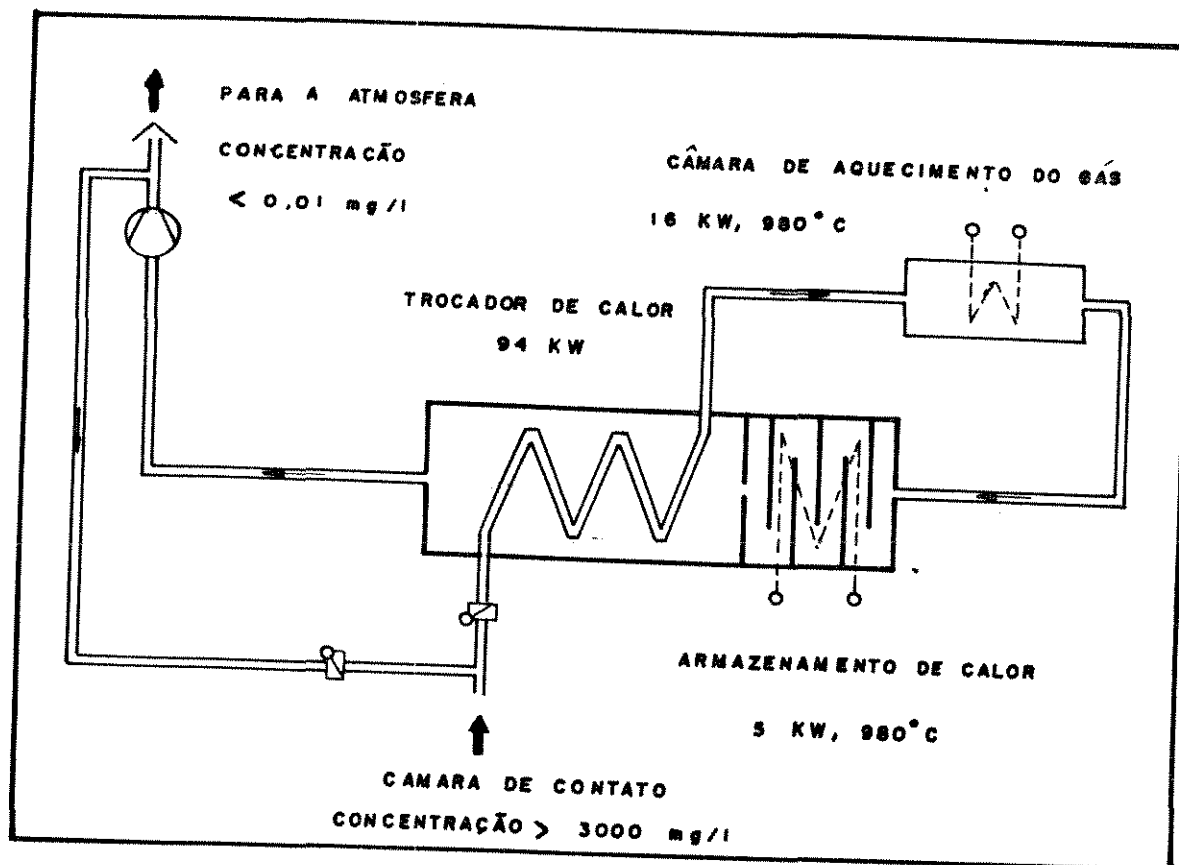 PARA A ATMOSFERA
CONCENTRAÇÃO
< 0,01 mg/l
CÂMARA DE AQUECIMENTO DO GÁS
16 KW, 980°C
TROCADOR DE CALOR
94 KW
ARMAZENAMENTO DE CALOR
5 KW, 980°C
CAMARA DE CONTATO
CONCENTRAÇÃO > 3000 mg/l